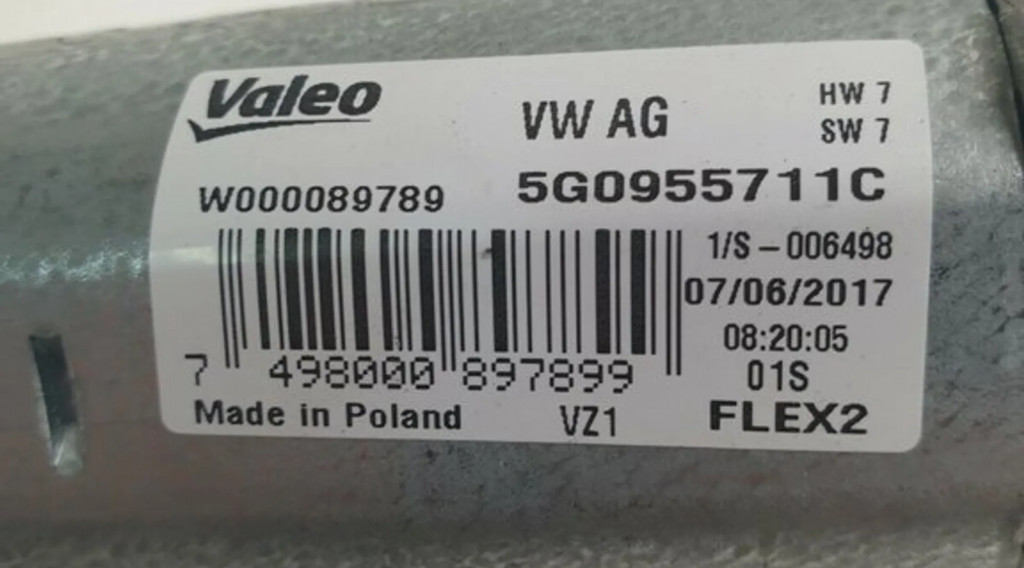 Valeo
VW AG
HW 7
SW 7
W000089789
5G0955711C
1/S-006498
07/06/2017
08:20:05
01S
7 498000 897899
Made in Poland
VZ1
FLEX2